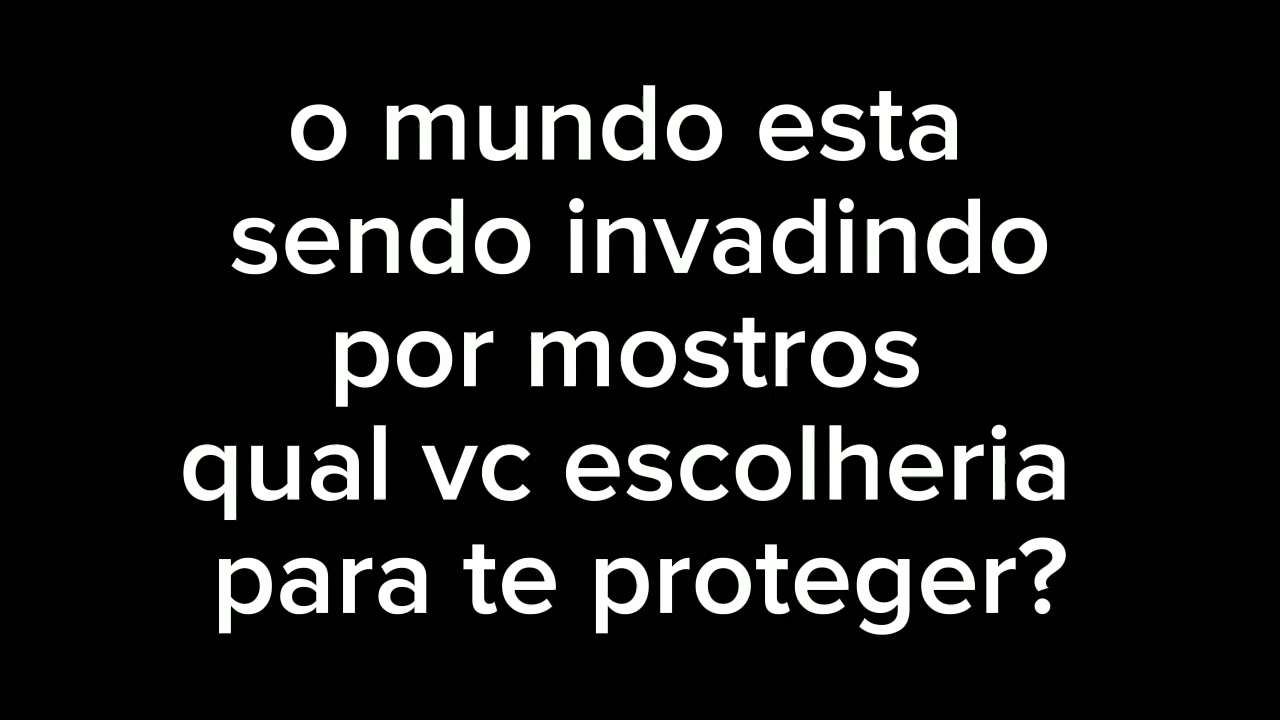 o mundo esta
sendo invadindo
por mostros
qual vc escolheria
para te proteger?